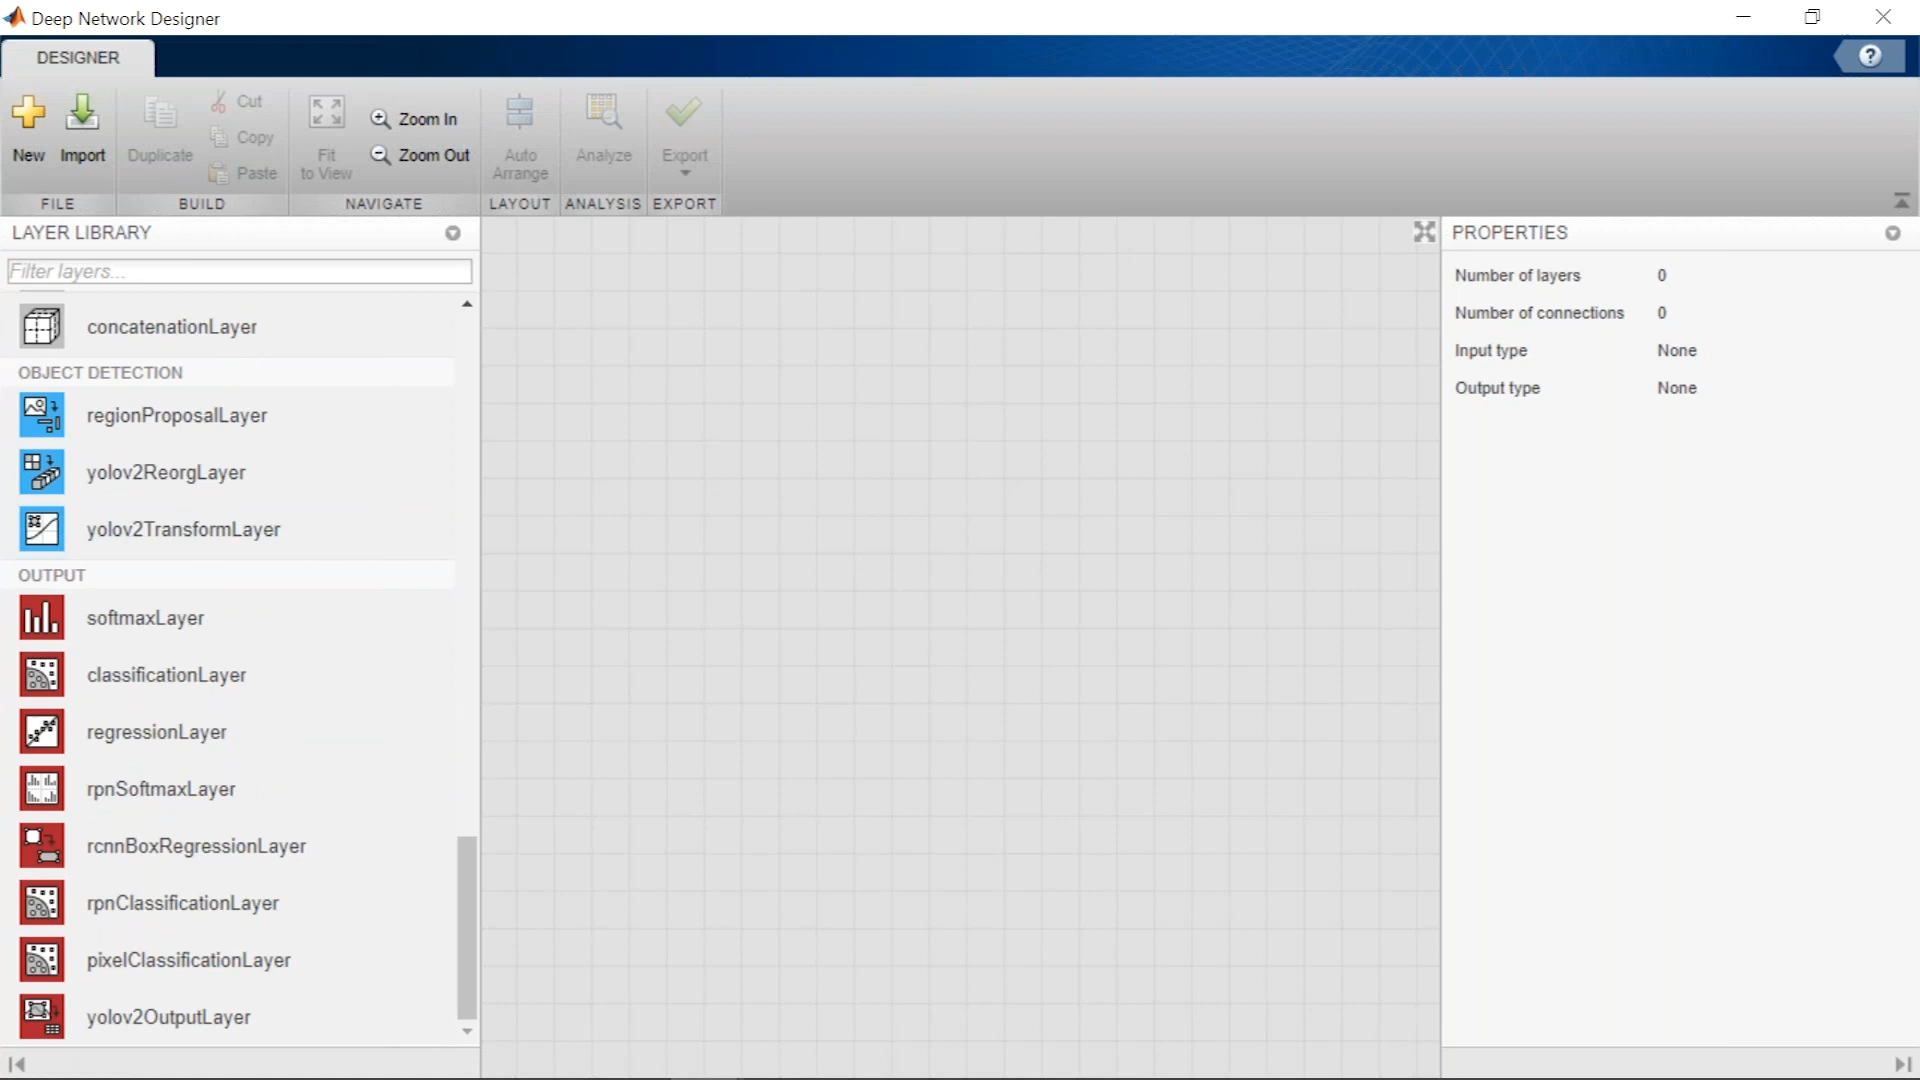 Deep Network Designer
DESIGNER
?
New
Import
Duplicate
Cut
Copy
Paste
Fit
to View
Zoom In
Zoom Out
Auto
Arrange
Analyze
Export
FILE
BUILD
NAVIGATE
LAYOUT
ANALYSIS
EXPORT
LAYER LIBRARY
Filter layers...
concatenationLayer
OBJECT DETECTION
regionProposalLayer
yolov2ReorgLayer
yolov2TransformLayer
OUTPUT
softmaxLayer
classificationLayer
regressionLayer
rpnSoftmaxLayer
rcnnBoxRegressionLayer
rpnClassificationLayer
pixelClassificationLayer
yolov2OutputLayer
PROPERTIES
Number of layers 0
Number of connections 0
Input type None
Output type None